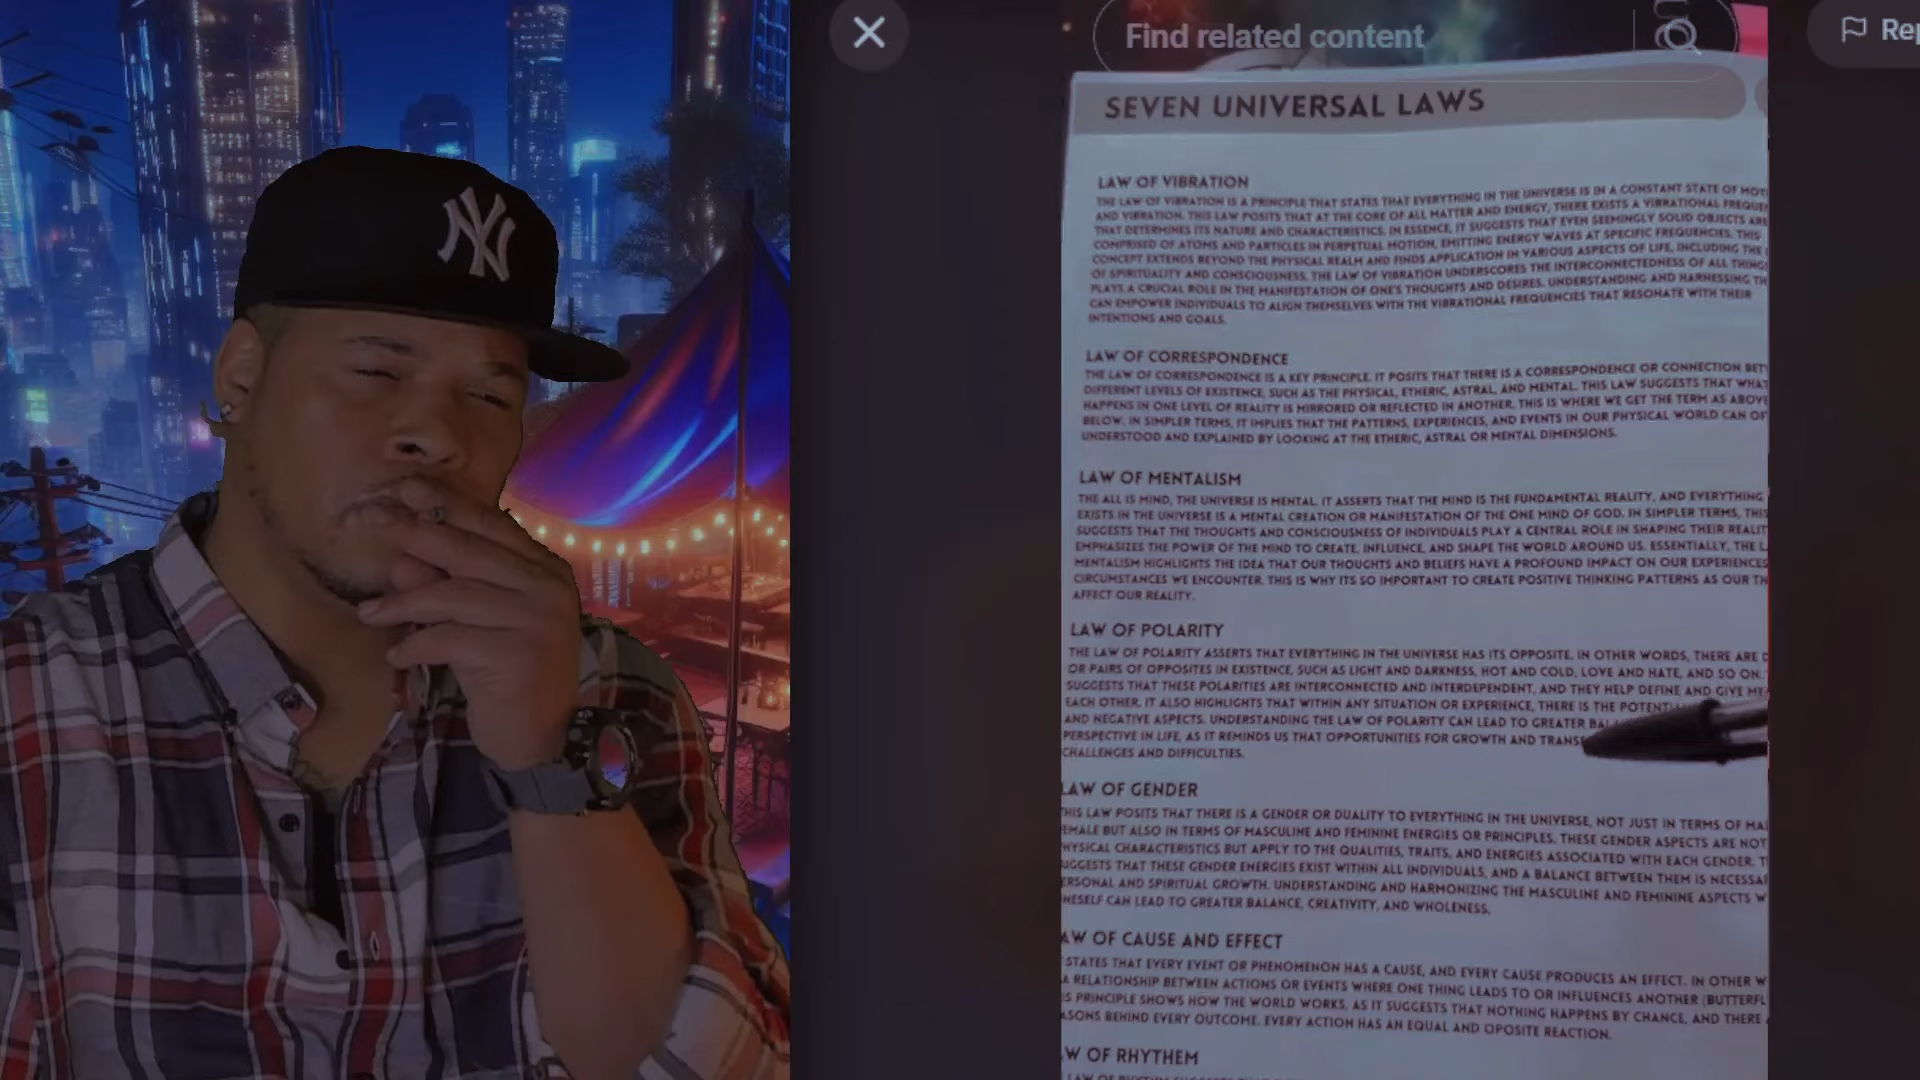 NY
Find related content
Rep
SEVEN UNIVERSAL LAWS
LAW OF VIBRATION
THE LAW OF VIBRATION IS A PRINCIPLE THAT STATES THAT EVERYTHING IN THE UNIVERSE IS IN A CONSTANT STATE OF MOT
AND VIBRATION. THIS LAW POSITS THAT AT THE CORE OF ALL MATTER AND ENERGY, THERE EXISTS A VIBRATIONAL FREQUE
THAT DETERMINES ITS NATURE AND CHARACTERISTICS. IN ESSENCE, IT SUGGESTS THAT EVEN SEEMINGLY SOLID OBJECTS ARE
COMPRISED OF ATOMS AND PARTICLES IN PERPETUAL MOTION, EMITTING ENERGY WAVES AT SPECIFIC FREQUENCIES. THIS
CONCEPT EXTENDS BEYOND THE PHYSICAL REALM AND FINDS APPLICATION IN VARIOUS ASPECTS OF LIFE, INCLUDING THE
OF SPIRITUALITY AND CONSCIOUSNESS. THE LAW OF VIBRATION UNDERSCORES THE INTERCONNECTEDNESS OF ALL THING
PLAYS A CRUCIAL ROLE IN THE MANIFESTATION OF ONE'S THOUGHTS AND DESIRES. UNDERSTANDING AND HARNESSING TH
CAN EMPOWER INDIVIDUALS TO ALIGN THEMSELVES WITH THE VIBRATIONAL FREQUENCIES THAT RESONATE WITH THEIR
INTENTIONS AND GOALS.
LAW OF CORRESPONDENCE
THE LAW OF CORRESPONDENCE IS A KEY PRINCIPLE. IT POSITS THAT THERE IS A CORRESPONDENCE OR CONNECTION BET
DIFFERENT LEVELS OF EXISTENCE, SUCH AS THE PHYSICAL, ETHERIC, ASTRAL, AND MENTAL. THIS LAW SUGGESTS THAT WHAT
HAPPENS IN ONE LEVEL OF REALITY IS MIRRORED OR REFLECTED IN ANOTHER. THIS IS WHERE WE GET THE TERM AS ABOVE
BELOW. IN SIMPLER TERMS, IT IMPLIES THAT THE PATTERNS, EXPERIENCES, AND EVENTS IN OUR PHYSICAL WORLD CAN OF
UNDERSTOOD AND EXPLAINED BY LOOKING AT THE ETHERIC, ASTRAL OR MENTAL DIMENSIONS.
LAW OF MENTALISM
THE ALL IS MIND, THE UNIVERSE IS MENTAL. IT ASSERTS THAT THE MIND IS THE FUNDAMENTAL REALITY, AND EVERYTHING
EXISTS IN THE UNIVERSE IS A MENTAL CREATION OR MANIFESTATION OF THE ONE MIND OF GOD. IN SIMPLER TERMS, THIS
SUGGESTS THAT THE THOUGHTS AND CONSCIOUSNESS OF INDIVIDUALS PLAY A CENTRAL ROLE IN SHAPING THEIR REALIT
EMPHASIZES THE POWER OF THE MIND TO CREATE, INFLUENCE, AND SHAPE THE WORLD AROUND US. ESSENTIALLY, THE L
MENTALISM HIGHLIGHTS THE IDEA THAT OUR THOUGHTS AND BELIEFS HAVE A PROFOUND IMPACT ON OUR EXPERIENCES
CIRCUMSTANCES WE ENCOUNTER. THIS IS WHY ITS SO IMPORTANT TO CREATE POSITIVE THINKING PATTERNS AS OUR TH
AFFECT OUR REALITY.
LAW OF POLARITY
THE LAW OF POLARITY ASSERTS THAT EVERYTHING IN THE UNIVERSE HAS ITS OPPOSITE. IN OTHER WORDS, THERE ARE D
OR PAIRS OF OPPOSITES IN EXISTENCE, SUCH AS LIGHT AND DARKNESS, HOT AND COLD, LOVE AND HATE, AND SO ON.
SUGGESTS THAT THESE POLARITIES ARE INTERCONNECTED AND INTERDEPENDENT, AND THEY HELP DEFINE AND GIVE MEA
EACH OTHER. IT ALSO HIGHLIGHTS THAT WITHIN ANY SITUATION OR EXPERIENCE, THERE IS THE POTENTI
AND NEGATIVE ASPECTS. UNDERSTANDING THE LAW OF POLARITY CAN LEAD TO GREATER BAL
PERSPECTIVE IN LIFE, AS IT REMINDS US THAT OPPORTUNITIES FOR GROWTH AND TRANS
CHALLENGES AND DIFFICULTIES.
LAW OF GENDER
THIS LAW POSITS THAT THERE IS A GENDER OR DUALITY TO EVERYTHING IN THE UNIVERSE, NOT JUST IN TERMS OF MAL
EMALE BUT ALSO IN TERMS OF MASCULINE AND FEMININE ENERGIES OR PRINCIPLES. THESE GENDER ASPECTS ARE NOT
HYSICAL CHARACTERISTICS BUT APPLY TO THE QUALITIES, TRAITS, AND ENERGIES ASSOCIATED WITH EACH GENDER. T
UGGESTS THAT THESE GENDER ENERGIES EXIST WITHIN ALL INDIVIDUALS, AND A BALANCE BETWEEN THEM IS NECESSA
ERSONAL AND SPIRITUAL GROWTH. UNDERSTANDING AND HARMONIZING THE MASCULINE AND FEMININE ASPECTS W
NESELF CAN LEAD TO GREATER BALANCE, CREATIVITY, AND WHOLENESS.
AW OF CAUSE AND EFFECT
STATES THAT EVERY EVENT OR PHENOMENON HAS A CAUSE, AND EVERY CAUSE PRODUCES AN EFFECT. IN OTHER W
A RELATIONSHIP BETWEEN ACTIONS OR EVENTS WHERE ONE THING LEADS TO OR INFLUENCES ANOTHER (BUTTERFL
IS PRINCIPLE SHOWS HOW THE WORLD WORKS, AS IT SUGGESTS THAT NOTHING HAPPENS BY CHANCE, AND THERE
ASONS BEHIND EVERY OUTCOME. EVERY ACTION HAS AN EQUAL AND OPOSITE REACTION.
W OF RHYTHEM